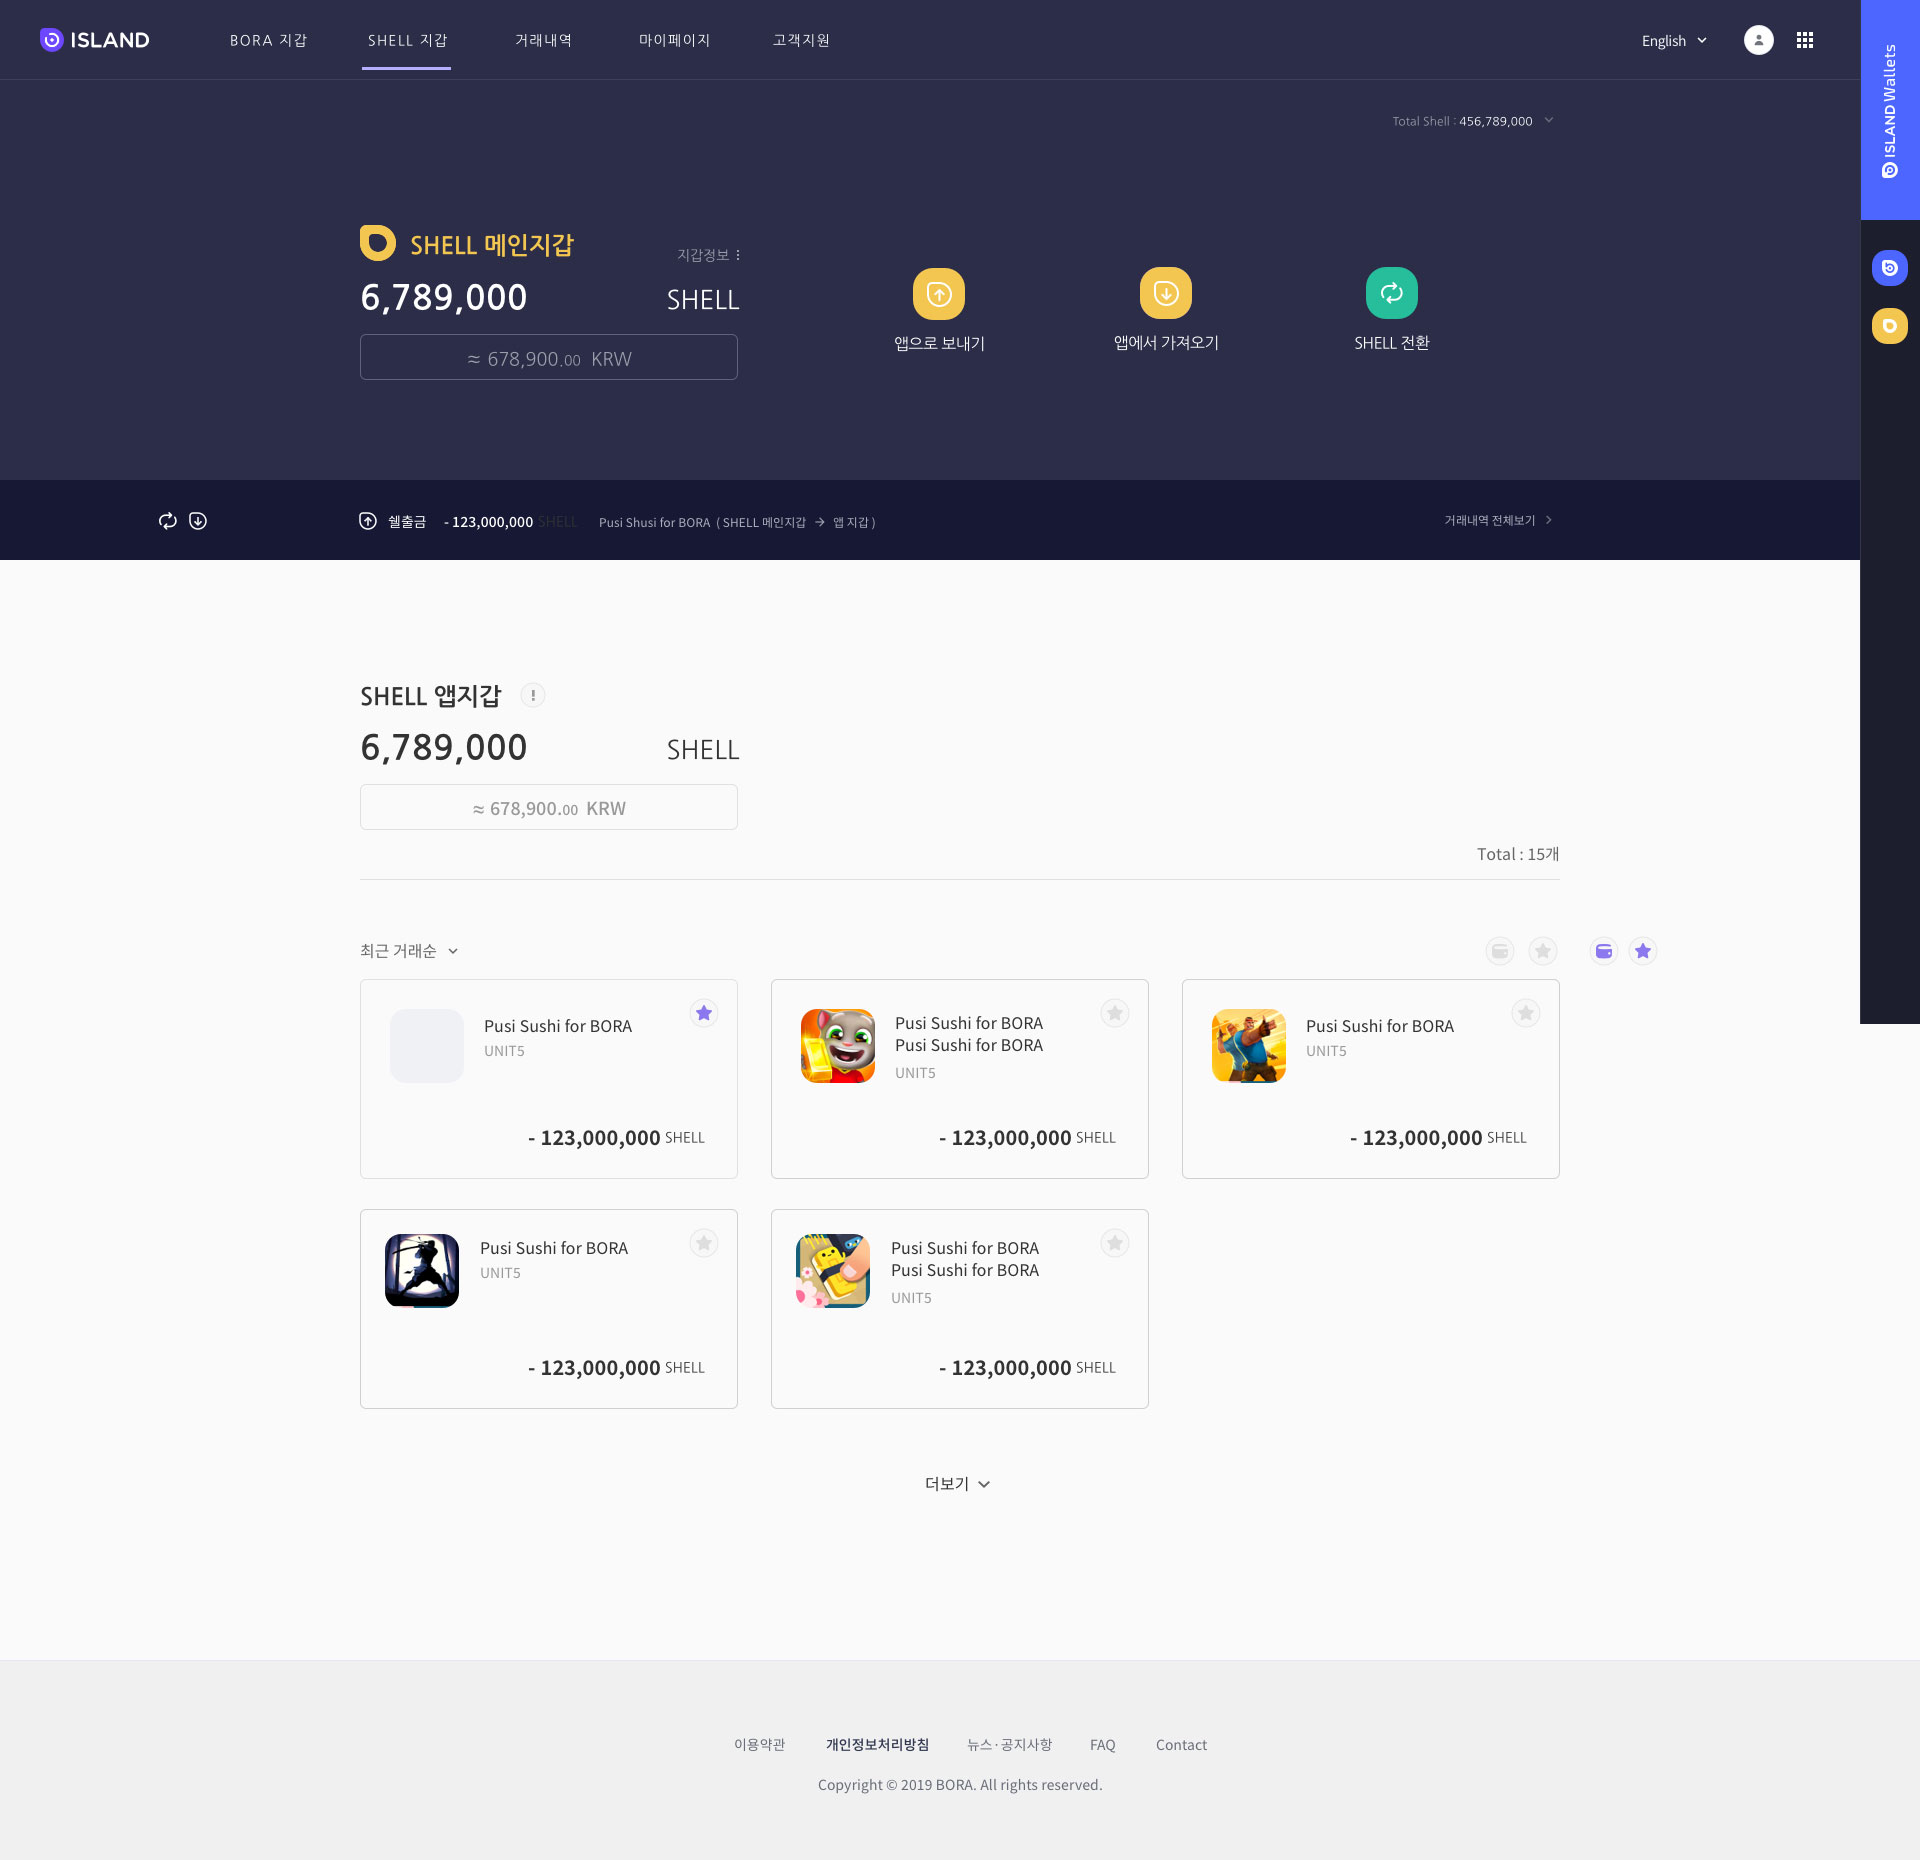 ISLAND
BORA 지갑
SHELL 지갑
거래내역
마이페이지
고객지원
English
ISLAND Wallets
Total Shell : 456,789,000
SHELL 메인지갑
지갑정보
6,789,000 SHELL
≈ 678,900.00 KRW
앱으로 보내기
앱에서 가져오기
SHELL 전환
쉘출금 - 123,000,000 SHELL Pusi Shusi for BORA ( SHELL 메인지갑 → 앱 지갑 )
거래내역 전체보기
SHELL 앱지갑
6,789,000 SHELL
≈ 678,900.00 KRW
Total : 15개
최근 거래순
Pusi Sushi for BORA
UNIT5
- 123,000,000 SHELL
Pusi Sushi for BORA
Pusi Sushi for BORA
UNIT5
- 123,000,000 SHELL
Pusi Sushi for BORA
UNIT5
- 123,000,000 SHELL
Pusi Sushi for BORA
UNIT5
- 123,000,000 SHELL
Pusi Sushi for BORA
Pusi Sushi for BORA
UNIT5
- 123,000,000 SHELL
더보기
이용약관
개인정보처리방침
뉴스·공지사항
FAQ
Contact
Copyright © 2019 BORA. All rights reserved.